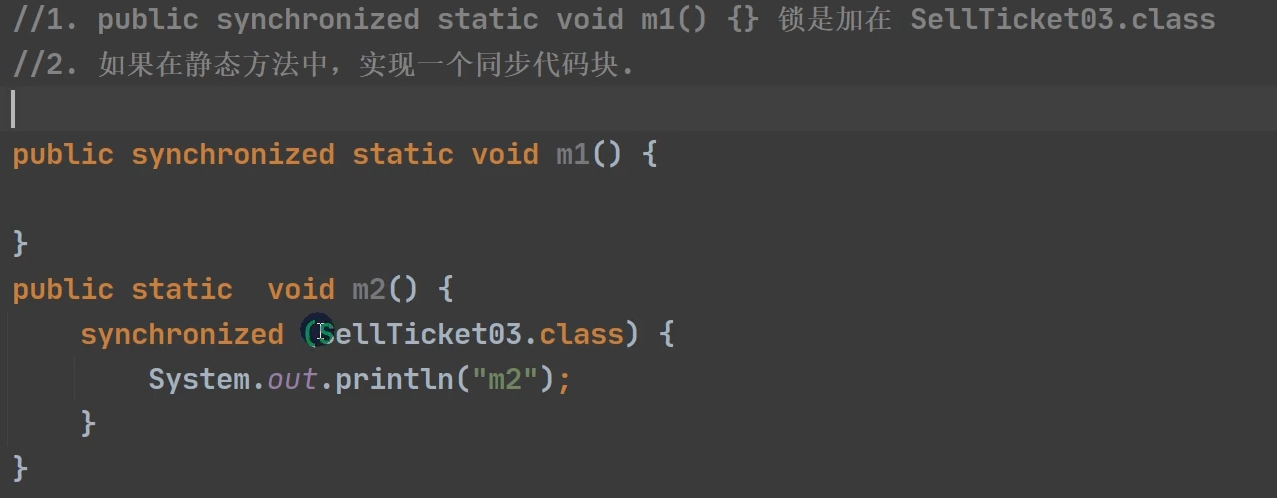 //1. public synchronized static void m1() {} 锁是加在 SellTicket03.class
//2. 如果在静态方法中，实现一个同步代码块.
public synchronized static void m1() {
}
public static  void m2() {
synchronized (SellTicket03.class) {
System.out.println("m2");
}
}